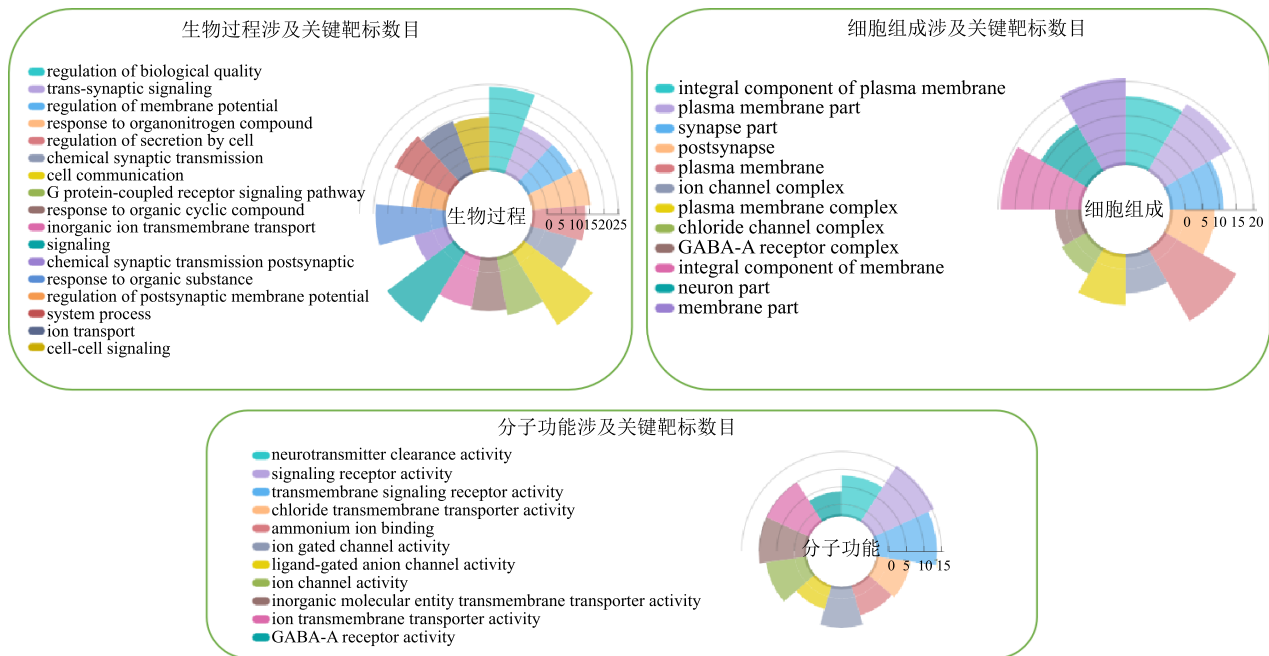 生物过程涉及关键靶标数目
regulation of biological quality
trans-synaptic signaling
regulation of membrane potential
response to organonitrogen compound
regulation of secretion by cell
chemical synaptic transmission
cell communication
G protein-coupled receptor signaling pathway
response to organic cyclic compound
inorganic ion transmembrane transport
signaling
chemical synaptic transmission postsynaptic
response to organic substance
regulation of postsynaptic membrane potential
system process
ion transport
cell-cell signaling
生物过程
0 5 10 15 20 25
细胞组成涉及关键靶标数目
integral component of plasma membrane
plasma membrane part
synapse part
postsynapse
plasma membrane
ion channel complex
plasma membrane complex
chloride channel complex
GABA-A receptor complex
integral component of membrane
neuron part
membrane part
细胞组成
0 5 10 15 20
分子功能涉及关键靶标数目
neurotransmitter clearance activity
signaling receptor activity
transmembrane signaling receptor activity
chloride transmembrane transporter activity
ammonium ion binding
ion gated channel activity
ligand-gated anion channel activity
ion channel activity
inorganic molecular entity transmembrane transporter activity
ion transmembrane transporter activity
GABA-A receptor activity
分子功能
0 5 10 15